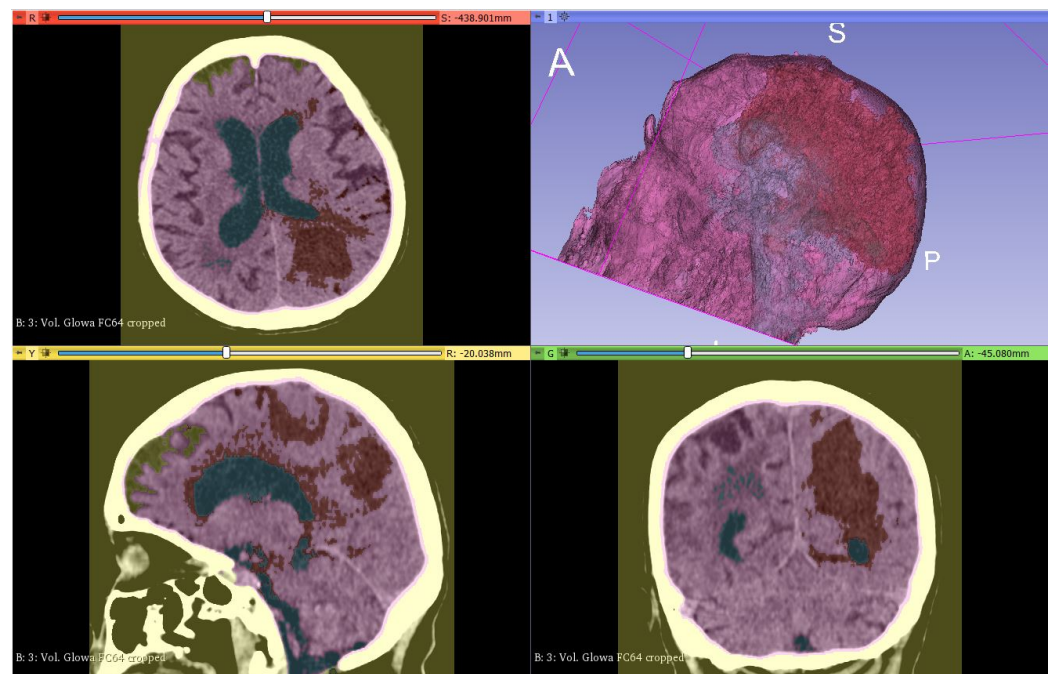 R S: -438.901mm
1
S
A
P
B: 3: Vol. Glowa FC64 cropped
Y R: -20.038mm
G A: -45.080mm
B: 3: Vol. Glowa FC64 cropped
B: 3: Vol. Glowa FC64 cropped